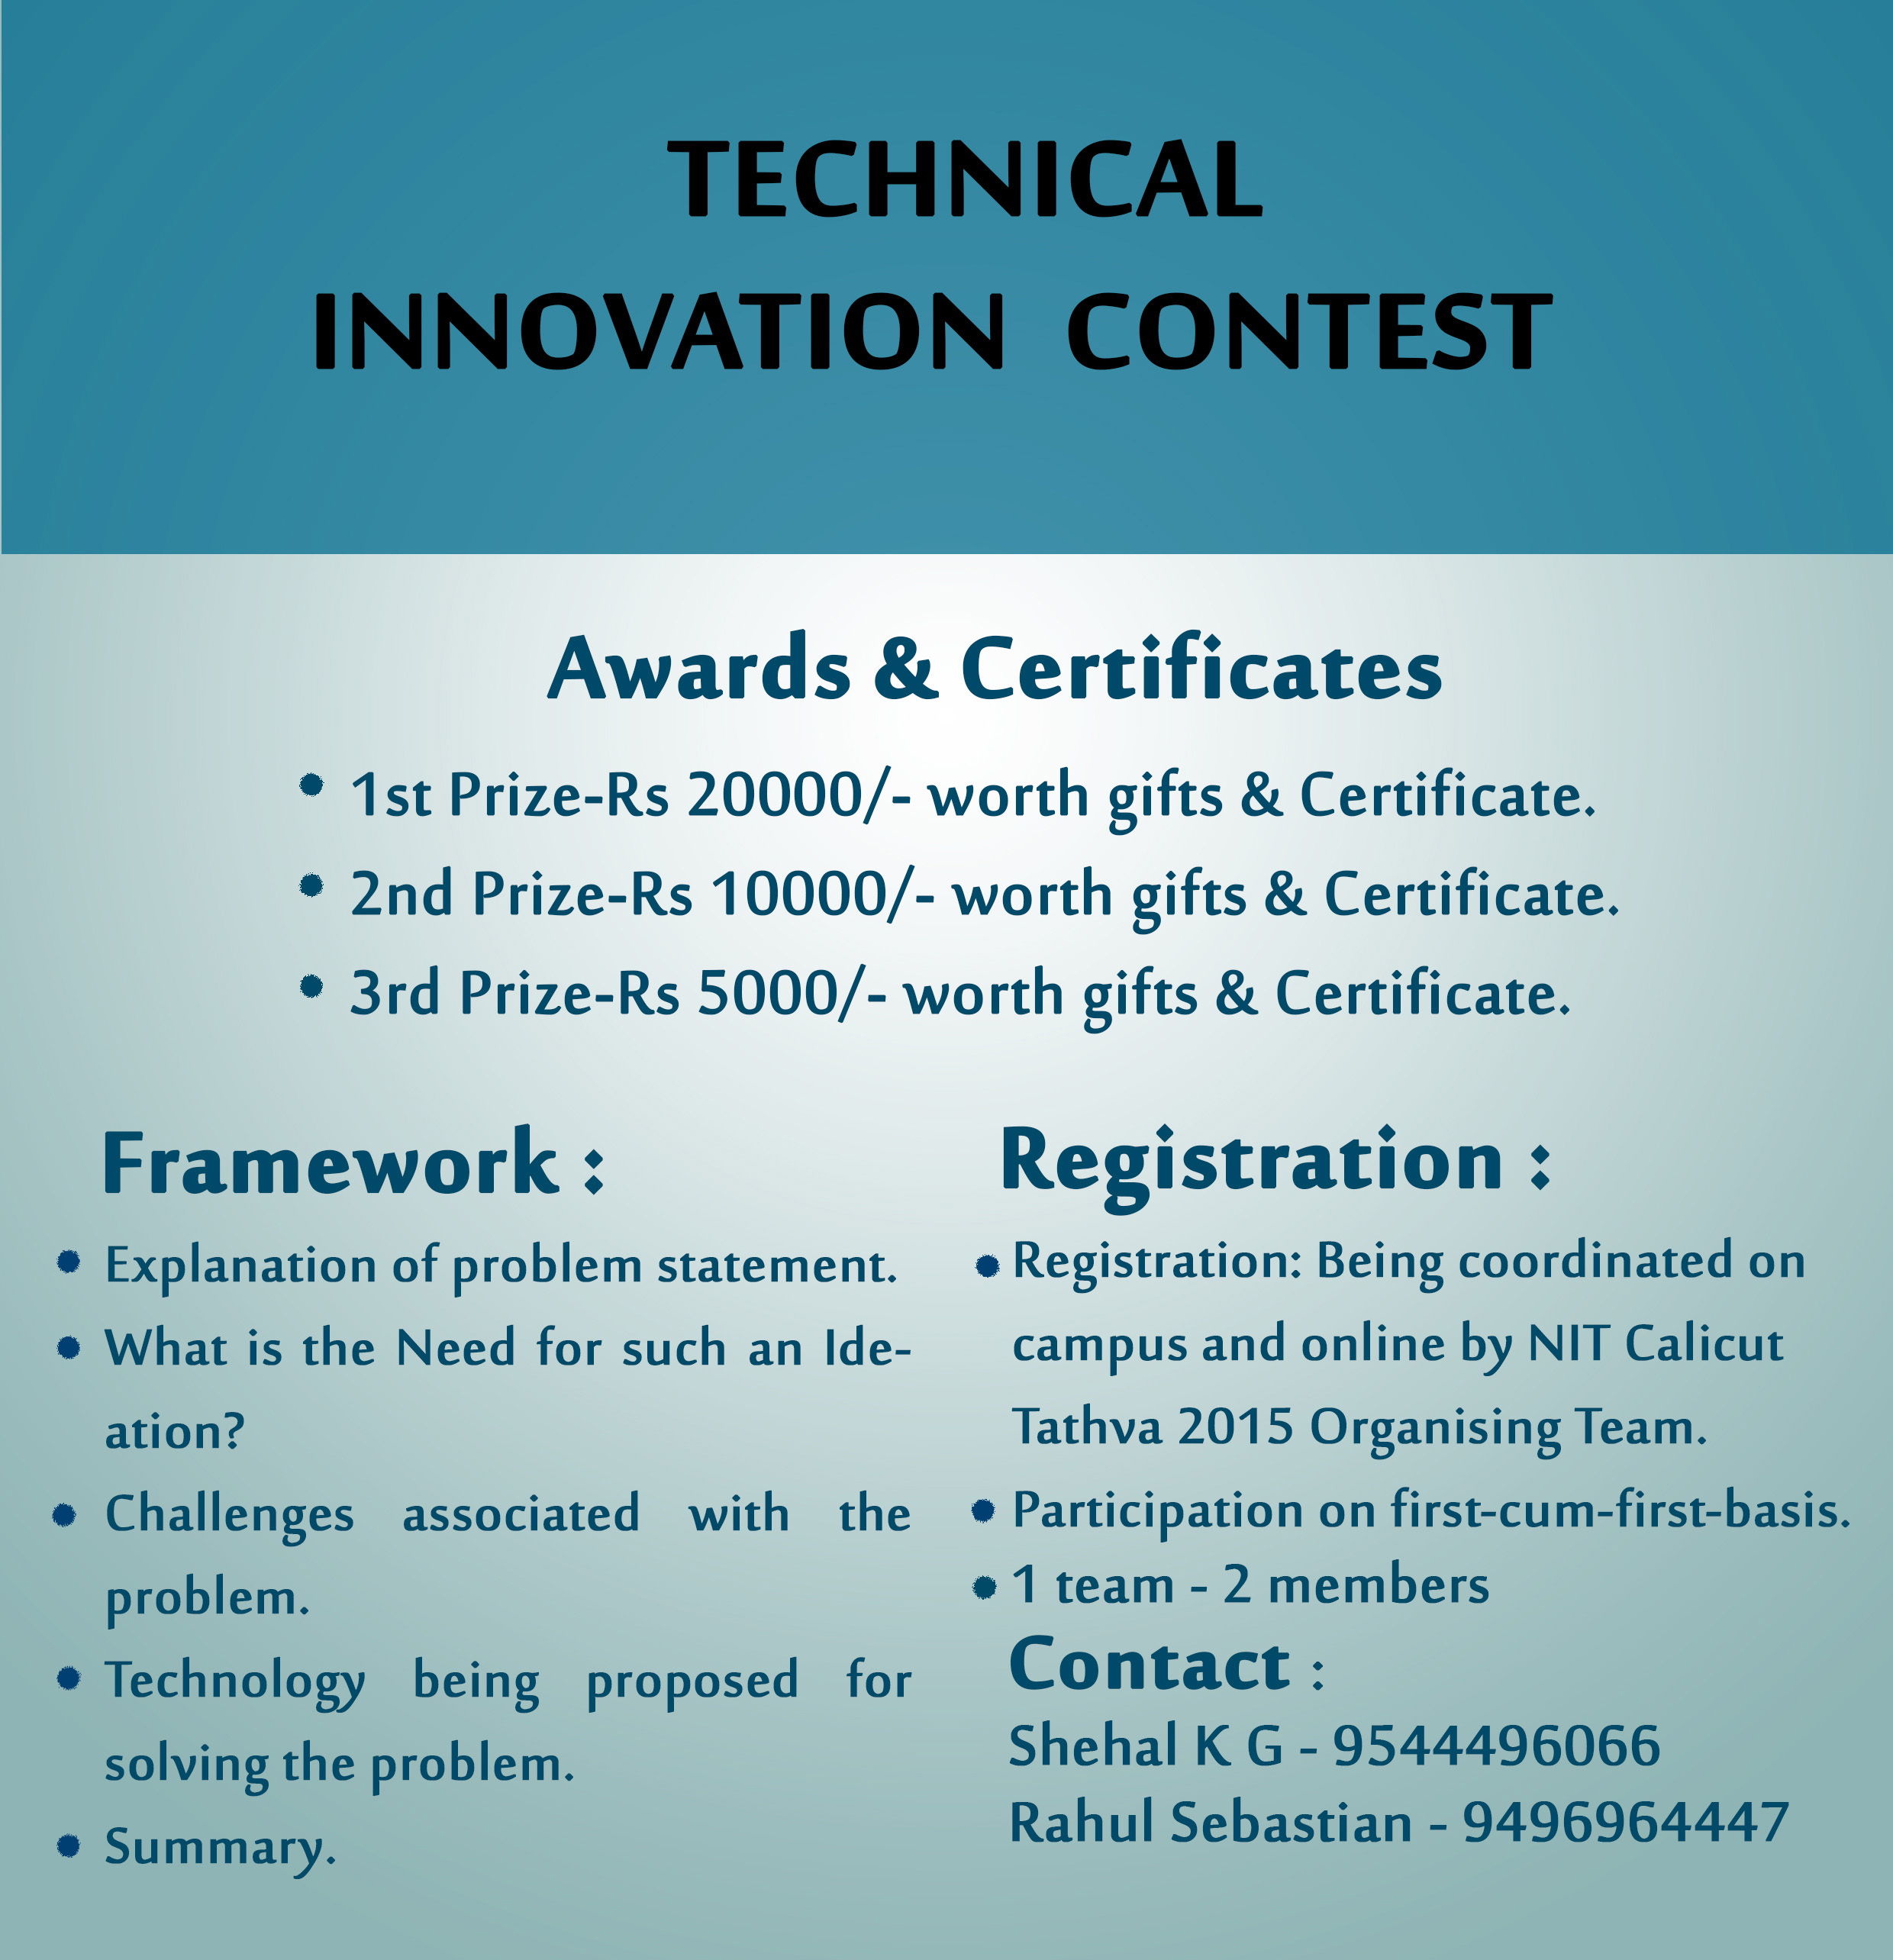 TECHNICAL
INNOVATION CONTEST
Awards & Certificates
1st Prize-Rs 20000/- worth gifts & Certificate.
2nd Prize-Rs 10000/- worth gifts & Certificate.
3rd Prize-Rs 5000/- worth gifts & Certificate.
Framework :
Explanation of problem statement.
What is the Need for such an Ide-
ation?
Challenges associated with the
problem.
Technology being proposed for
solving the problem.
Summary.
Registration :
Registration: Being coordinated on
campus and online by NIT Calicut
Tathva 2015 Organising Team.
Participation on first-cum-first-basis.
1 team - 2 members
Contact :
Shehal K G - 9544496066
Rahul Sebastian - 9496964447